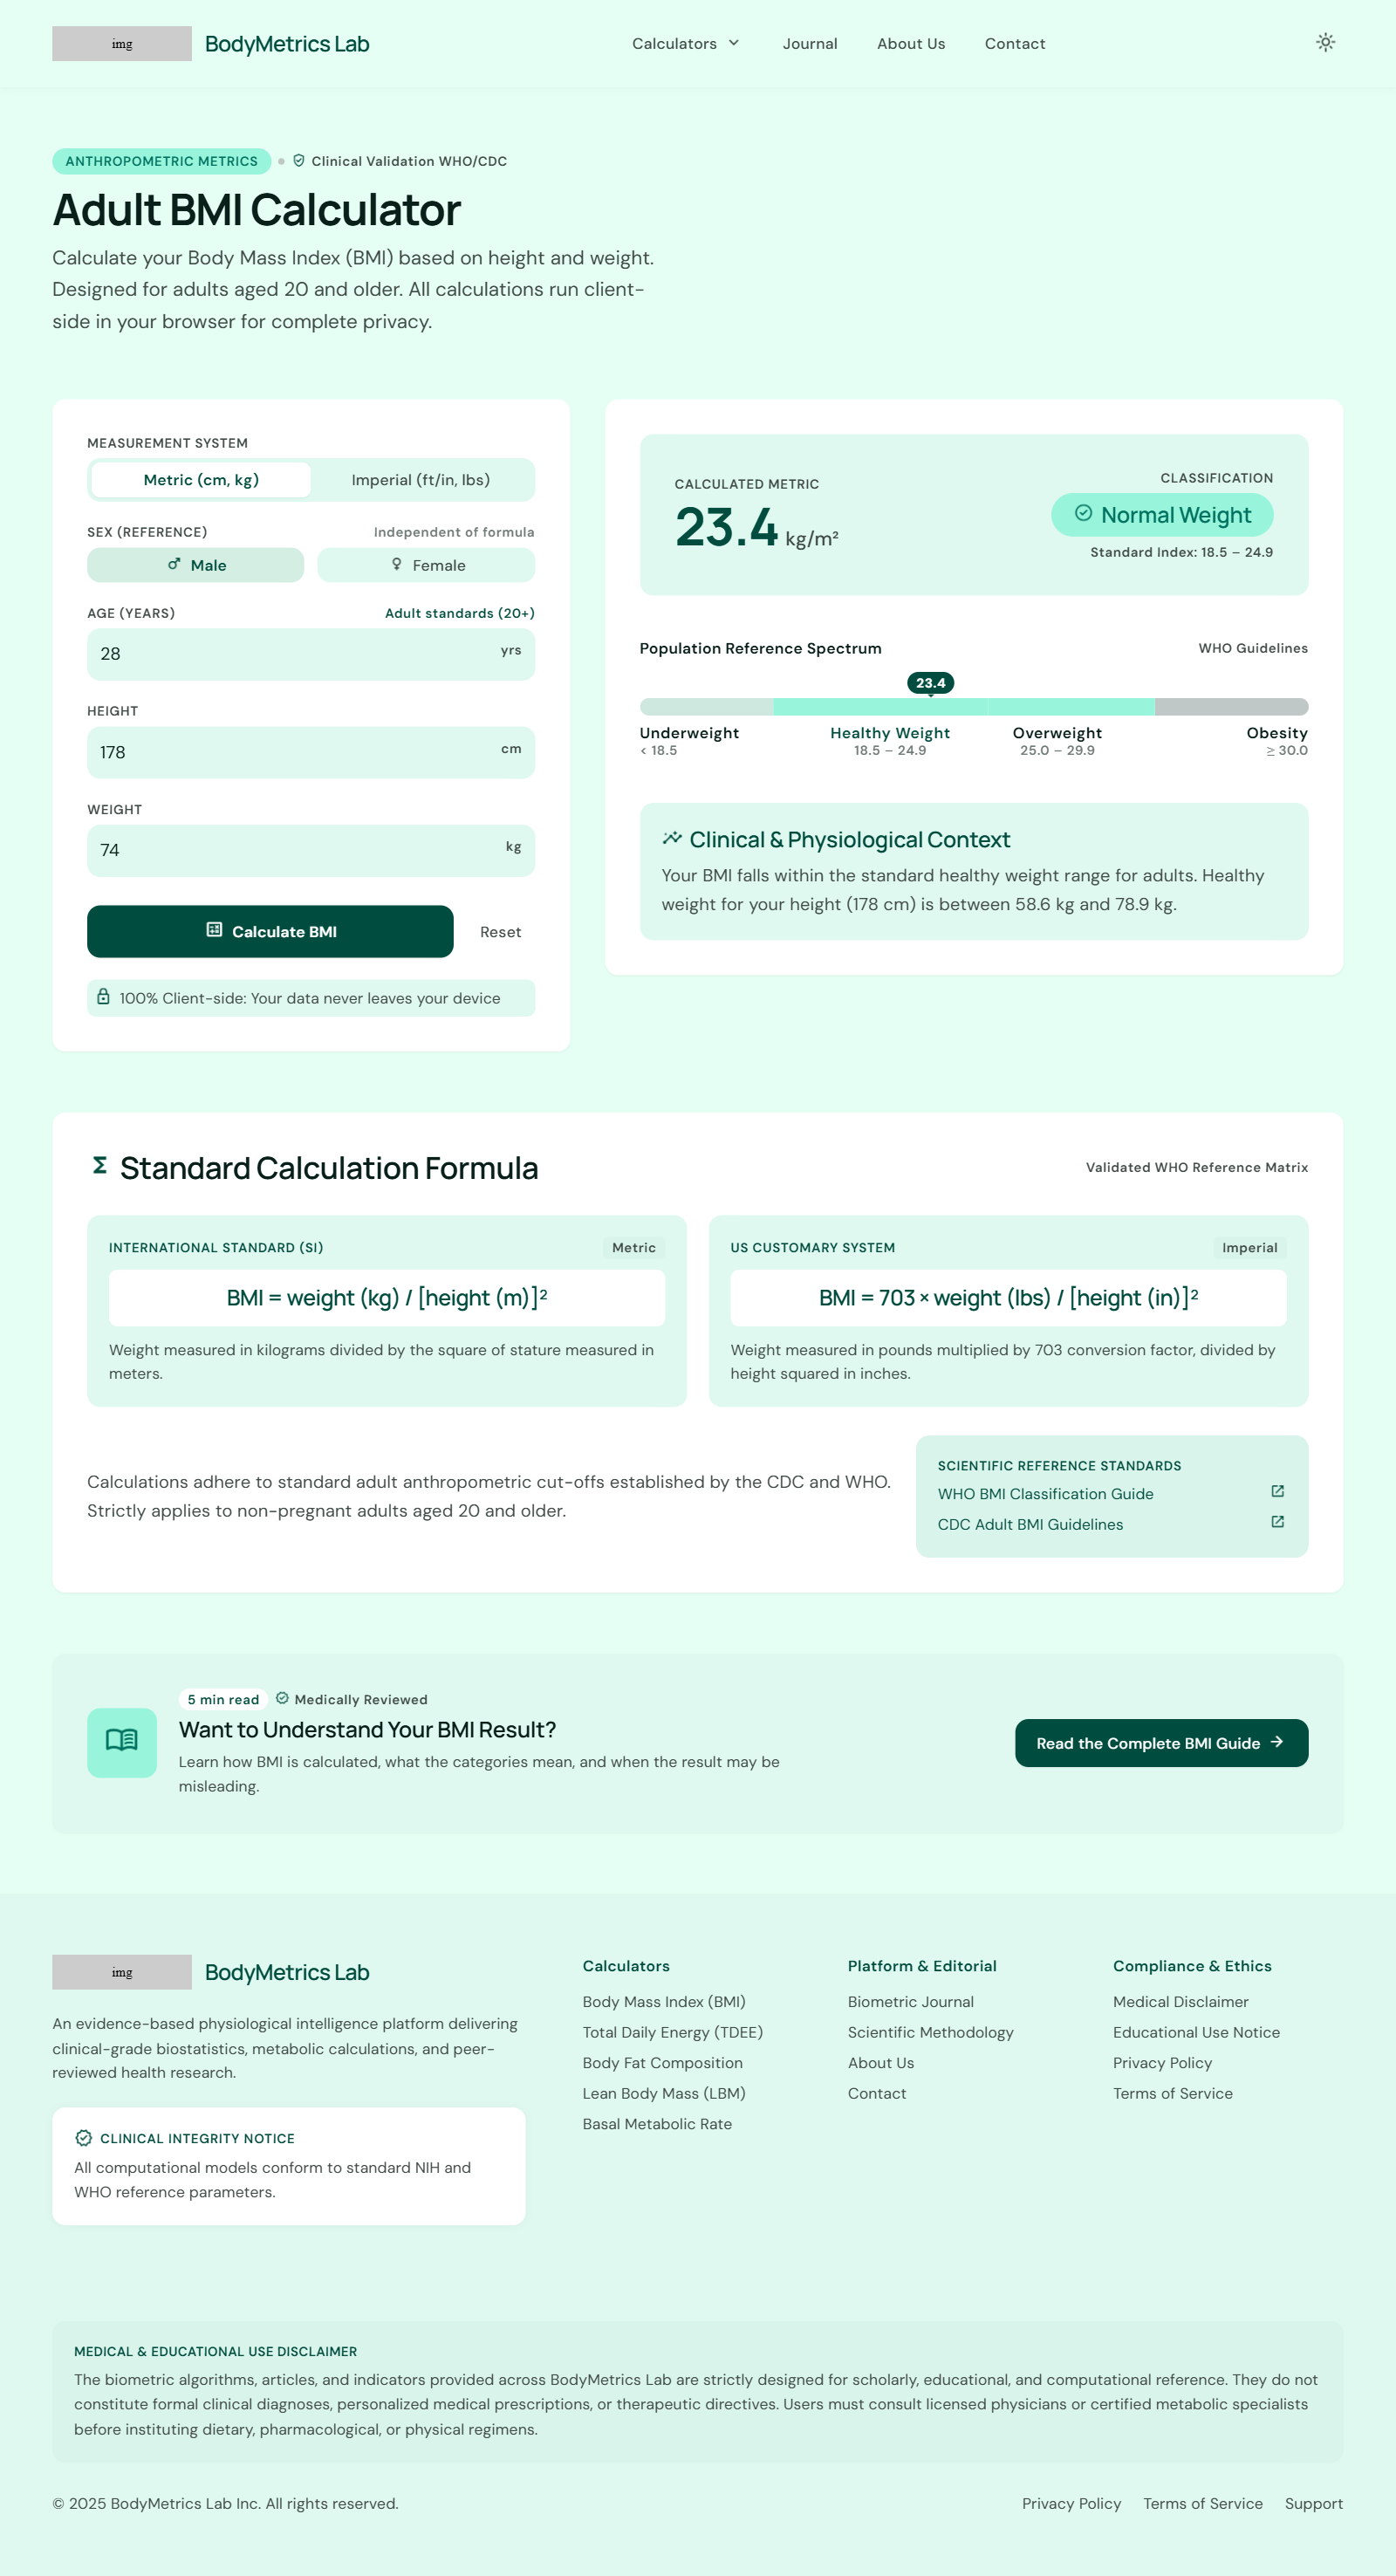 img
BodyMetrics Lab
Calculators
Journal
About Us
Contact
ANTHROPOMETRIC METRICS
Clinical Validation WHO/CDC
Adult BMI Calculator
Calculate your Body Mass Index (BMI) based on height and weight.
Designed for adults aged 20 and older. All calculations run client-
side in your browser for complete privacy.
MEASUREMENT SYSTEM
Metric (cm, kg)
Imperial (ft/in, lbs)
SEX (REFERENCE)
Independent of formula
Male
Female
AGE (YEARS)
Adult standards (20+)
28
yrs
HEIGHT
178
cm
WEIGHT
74
kg
Calculate BMI
Reset
100% Client-side: Your data never leaves your device
CALCULATED METRIC
23.4 kg/m²
CLASSIFICATION
Normal Weight
Standard Index: 18.5 – 24.9
Population Reference Spectrum
WHO Guidelines
23.4
Underweight
< 18.5
Healthy Weight
18.5 – 24.9
Overweight
25.0 – 29.9
Obesity
≥ 30.0
Clinical & Physiological Context
Your BMI falls within the standard healthy weight range for adults. Healthy
weight for your height (178 cm) is between 58.6 kg and 78.9 kg.
Standard Calculation Formula
Validated WHO Reference Matrix
INTERNATIONAL STANDARD (SI)
Metric
BMI = weight (kg) / [height (m)]²
Weight measured in kilograms divided by the square of stature measured in
meters.
US CUSTOMARY SYSTEM
Imperial
BMI = 703 × weight (lbs) / [height (in)]²
Weight measured in pounds multiplied by 703 conversion factor, divided by
height squared in inches.
Calculations adhere to standard adult anthropometric cut-offs established by the CDC and WHO.
Strictly applies to non-pregnant adults aged 20 and older.
SCIENTIFIC REFERENCE STANDARDS
WHO BMI Classification Guide
CDC Adult BMI Guidelines
5 min read
Medically Reviewed
Want to Understand Your BMI Result?
Learn how BMI is calculated, what the categories mean, and when the result may be
misleading.
Read the Complete BMI Guide
img
BodyMetrics Lab
An evidence-based physiological intelligence platform delivering
clinical-grade biostatistics, metabolic calculations, and peer-
reviewed health research.
CLINICAL INTEGRITY NOTICE
All computational models conform to standard NIH and
WHO reference parameters.
Calculators
Body Mass Index (BMI)
Total Daily Energy (TDEE)
Body Fat Composition
Lean Body Mass (LBM)
Basal Metabolic Rate
Platform & Editorial
Biometric Journal
Scientific Methodology
About Us
Contact
Compliance & Ethics
Medical Disclaimer
Educational Use Notice
Privacy Policy
Terms of Service
MEDICAL & EDUCATIONAL USE DISCLAIMER
The biometric algorithms, articles, and indicators provided across BodyMetrics Lab are strictly designed for scholarly, educational, and computational reference. They do not
constitute formal clinical diagnoses, personalized medical prescriptions, or therapeutic directives. Users must consult licensed physicians or certified metabolic specialists
before instituting dietary, pharmacological, or physical regimens.
© 2025 BodyMetrics Lab Inc. All rights reserved.
Privacy Policy
Terms of Service
Support